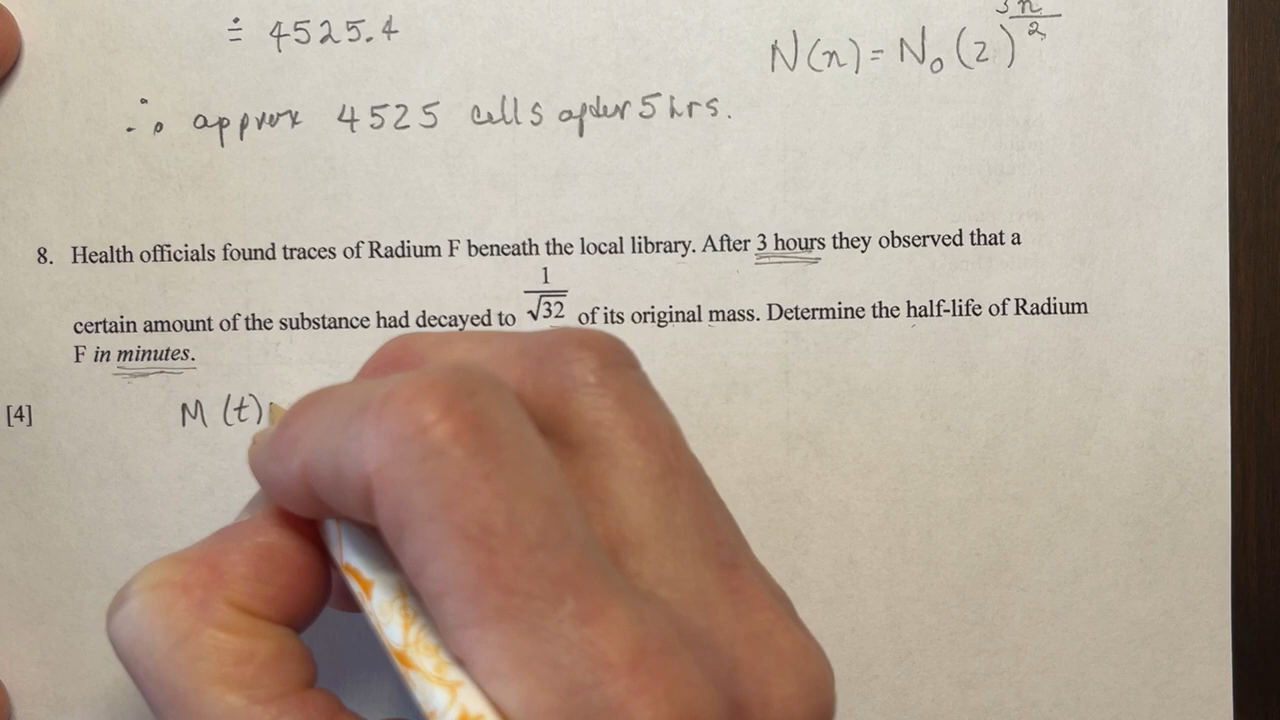 ≐ 4525.4
N(n) = N₀(2)^(3n/2)
∴ approx 4525 cells after 5 hrs.
8. Health officials found traces of Radium F beneath the local library. After 3 hours they observed that a
certain amount of the substance had decayed to 1/√32 of its original mass. Determine the half-life of Radium
F in minutes.
[4] M(t)